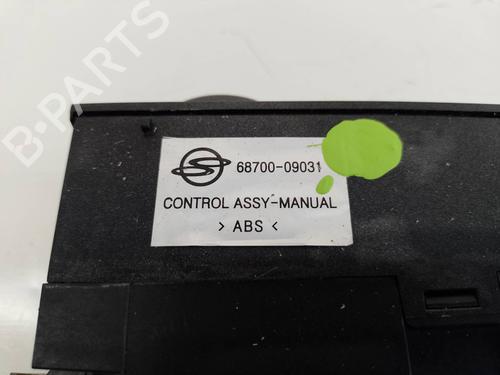 B-PARTS
68700-09031
CONTROL ASSY-MANUAL
> ABS <